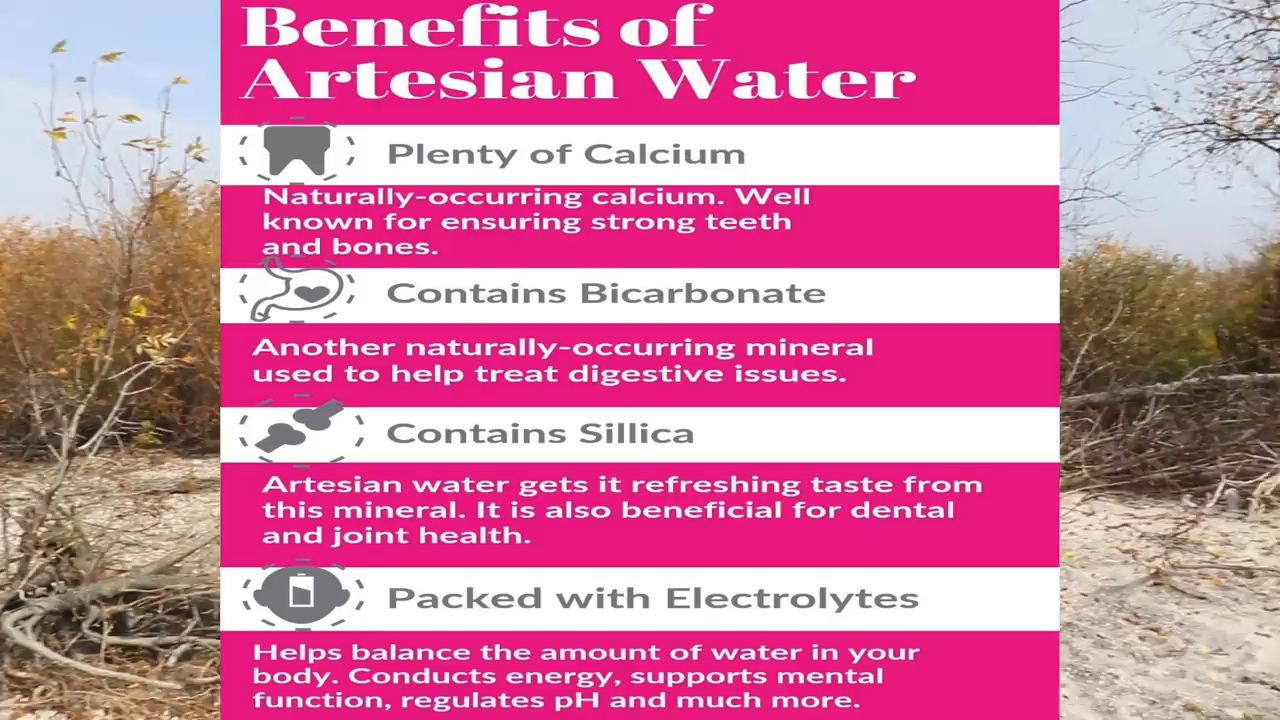 Benefits of
Artesian Water
Plenty of Calcium
Naturally-occurring calcium. Well
known for ensuring strong teeth
and bones.
Contains Bicarbonate
Another naturally-occurring mineral
used to help treat digestive issues.
Contains Sillica
Artesian water gets it refreshing taste from
this mineral. It is also beneficial for dental
and joint health.
Packed with Electrolytes
Helps balance the amount of water in your
body. Conducts energy, supports mental
function, regulates pH and much more.